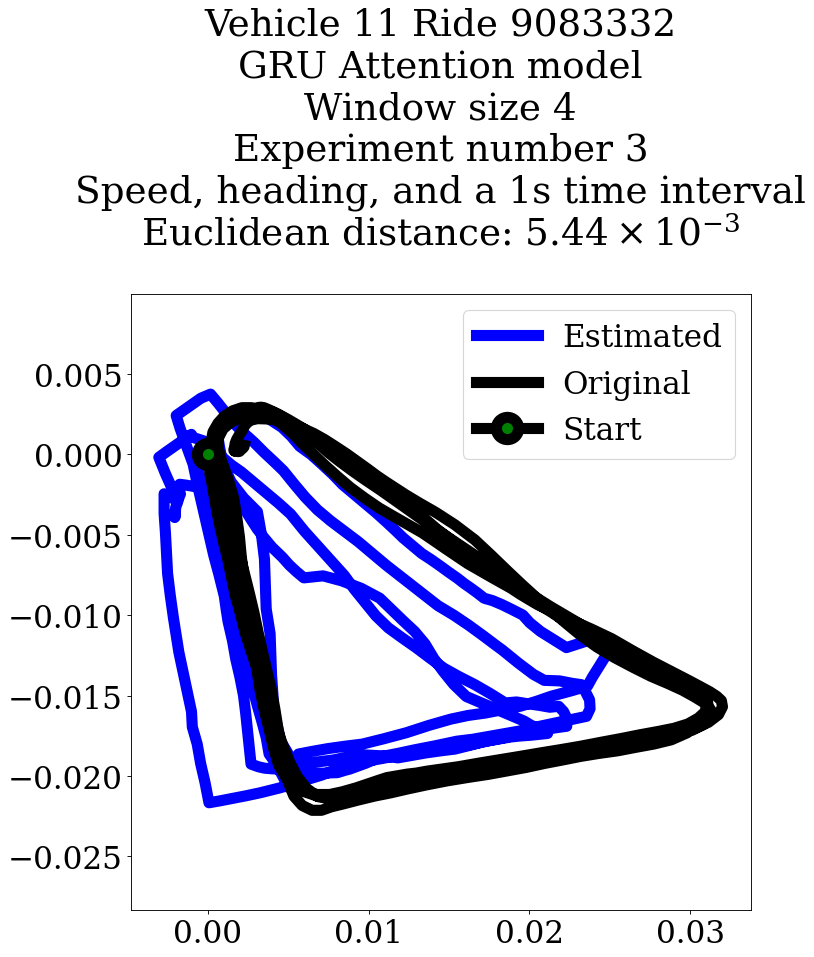 Vehicle 11 Ride 9083332
GRU Attention model
Window size 4
Experiment number 3
Speed, heading, and a 1s time interval
Euclidean distance: 5.44 × 10⁻³
Estimated
Original
Start
0.005
0.000
−0.005
−0.010
−0.015
−0.020
−0.025
0.00 0.01 0.02 0.03